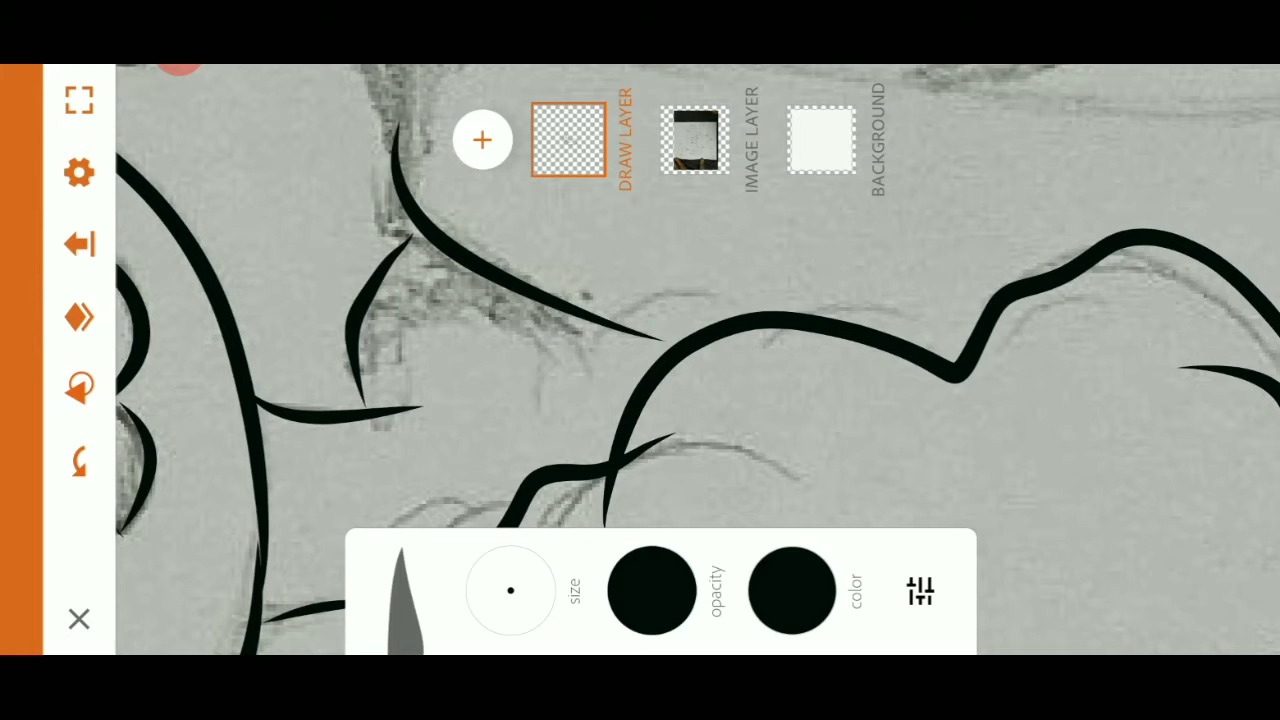 DRAW LAYER
IMAGE LAYER
BACKGROUND
size
opacity
color